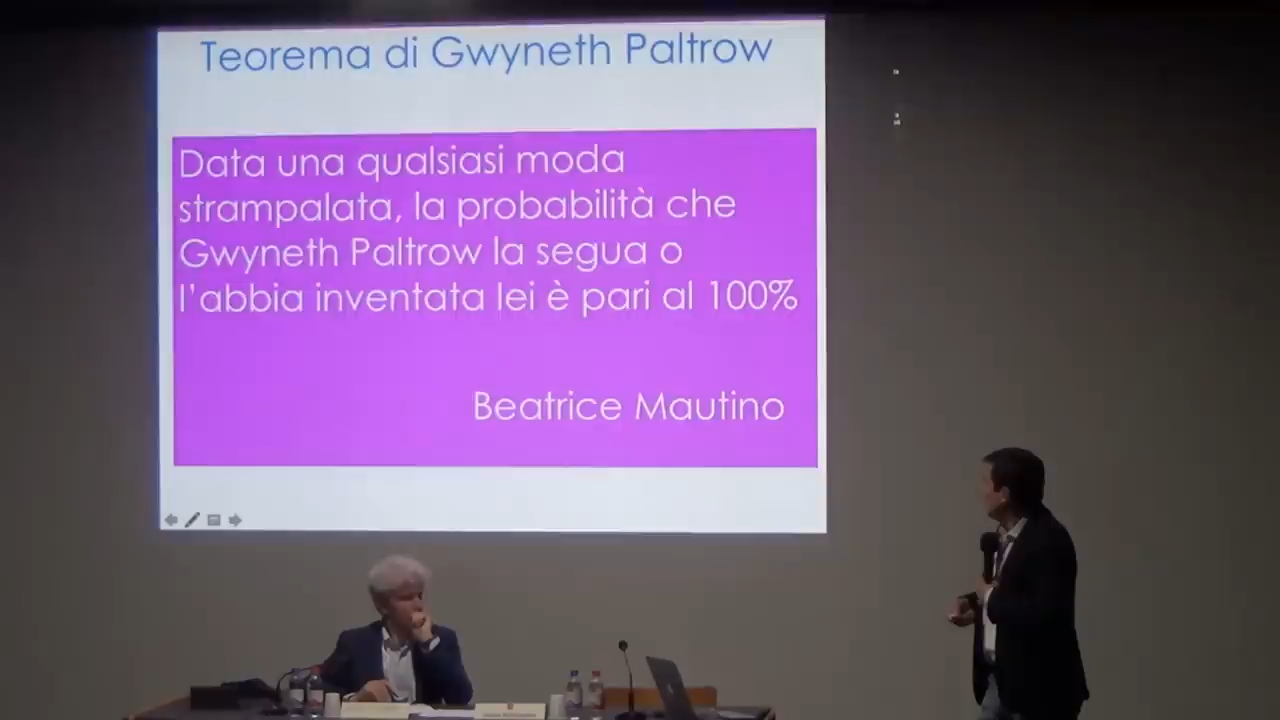 Teorema di Gwyneth Paltrow
Data una qualsiasi moda
strampalata, la probabilità che
Gwyneth Paltrow la segua o
l'abbia inventata lei è pari al 100%
Beatrice Mautino